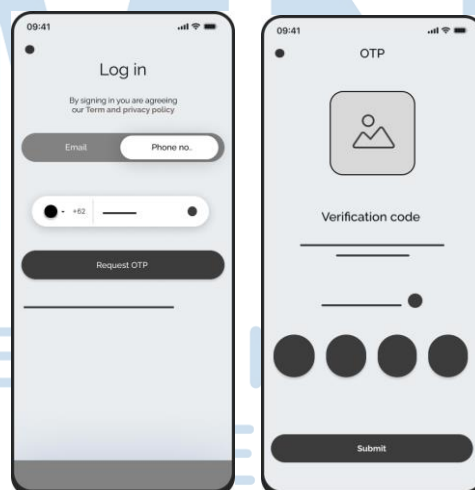 09:41
Log in
By signing in you are agreeing
our Term and privacy policy
Email
Phone no..
+62
Request OTP
09:41
OTP
Verification code
Submit